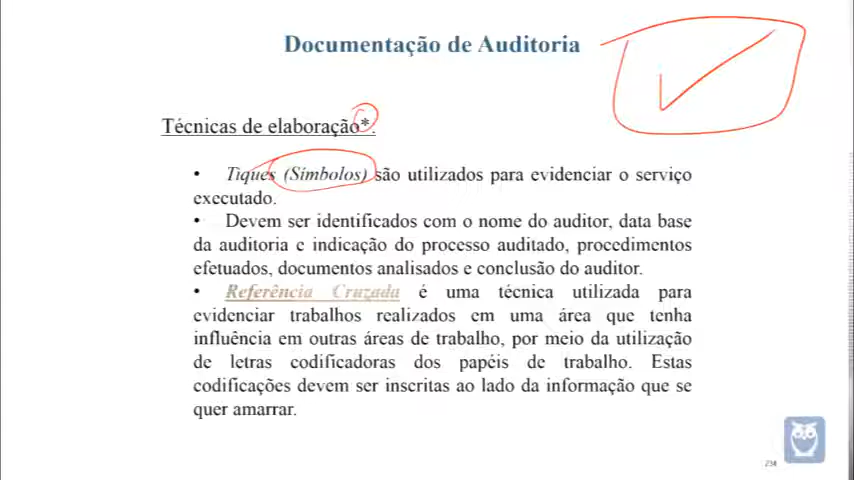 Documentação de Auditoria
Técnicas de elaboração*:
• Tiques (Símbolos) são utilizados para evidenciar o serviço
executado.
• Devem ser identificados com o nome do auditor, data base
da auditoria e indicação do processo auditado, procedimentos
efetuados, documentos analisados e conclusão do auditor.
• Referência Cruzada é uma técnica utilizada para
evidenciar trabalhos realizados em uma área que tenha
influência em outras áreas de trabalho, por meio da utilização
de letras codificadoras dos papéis de trabalho. Estas
codificações devem ser inscritas ao lado da informação que se
quer amarrar.
234